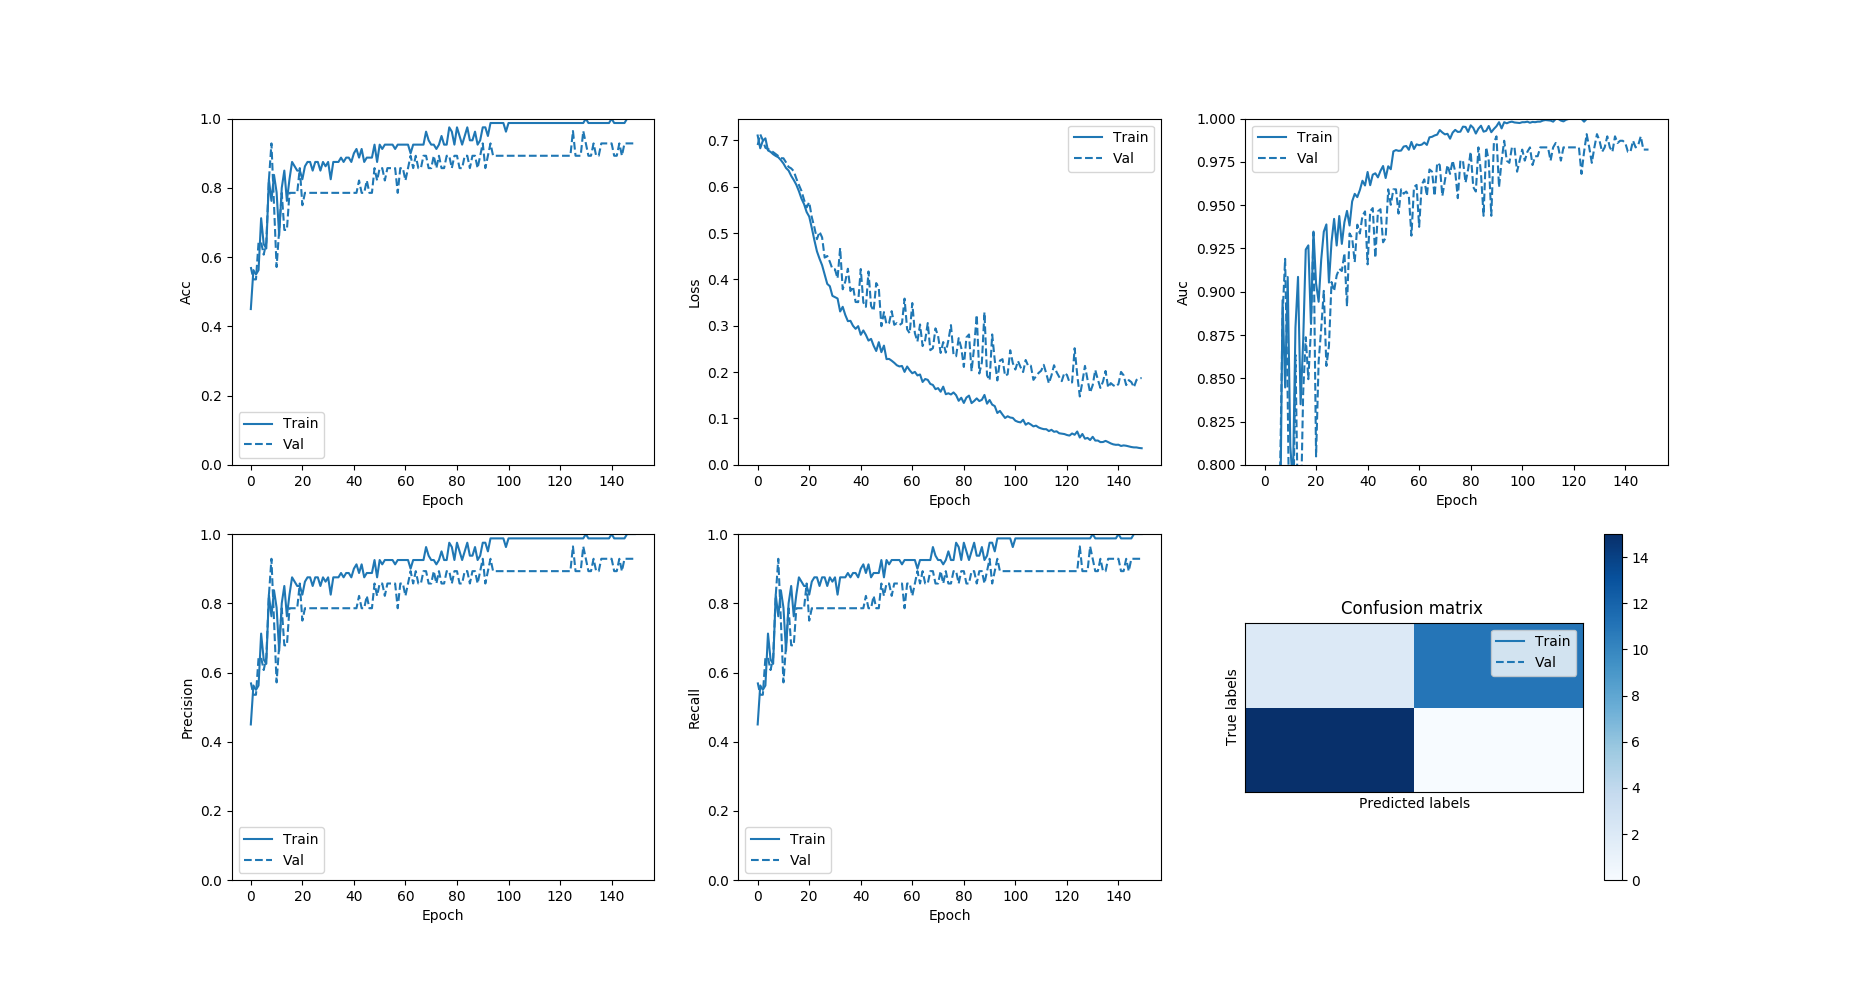 1.0
0.8
0.6
0.4
0.2
0.0
Acc
Train
Val
0 20 40 60 80 100 120 140
Epoch
0.7
0.6
0.5
0.4
0.3
0.2
0.1
0.0
Loss
Train
Val
0 20 40 60 80 100 120 140
Epoch
1.000
0.975
0.950
0.925
0.900
0.875
0.850
0.825
0.800
Auc
Train
Val
0 20 40 60 80 100 120 140
Epoch
1.0
0.8
0.6
0.4
0.2
0.0
Precision
Train
Val
0 20 40 60 80 100 120 140
Epoch
1.0
0.8
0.6
0.4
0.2
0.0
Recall
Train
Val
0 20 40 60 80 100 120 140
Epoch
Confusion matrix
Train
Val
True labels
Predicted labels
14
12
10
8
6
4
2
0